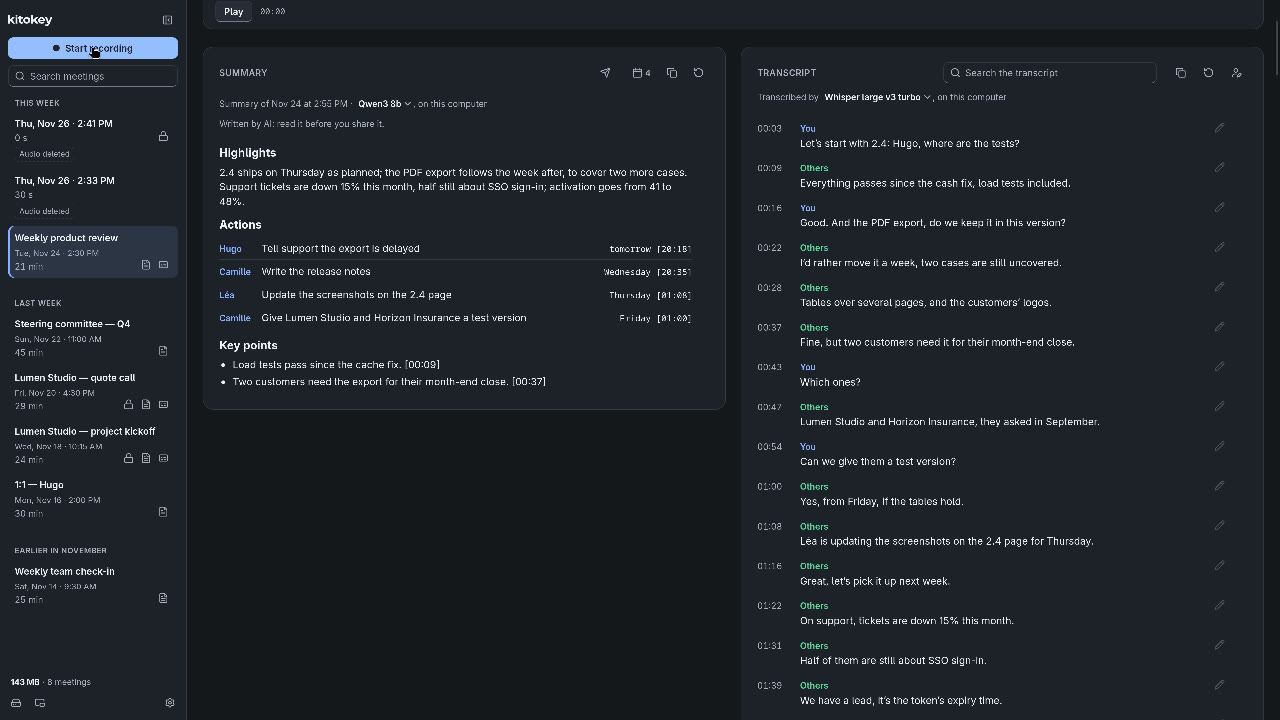 kitokey
Start recording
Search meetings
THIS WEEK
Thu, Nov 26 · 2:41 PM
0 s
Audio deleted
Thu, Nov 26 · 2:33 PM
30 s
Audio deleted
Weekly product review
Tue, Nov 24 · 2:30 PM
21 min
LAST WEEK
Steering committee — Q4
Sun, Nov 22 · 11:00 AM
45 min
Lumen Studio — quote call
Fri, Nov 20 · 4:30 PM
29 min
Lumen Studio — project kickoff
Wed, Nov 18 · 10:15 AM
24 min
1:1 — Hugo
Mon, Nov 16 · 2:00 PM
30 min
EARLIER IN NOVEMBER
Weekly team check-in
Sat, Nov 14 · 9:30 AM
25 min
143 MB · 8 meetings
Play 00:00
SUMMARY
4
Summary of Nov 24 at 2:55 PM · Qwen3 8b, on this computer
Written by AI: read it before you share it.
Highlights
2.4 ships on Thursday as planned; the PDF export follows the week after, to cover two more cases.
Support tickets are down 15% this month, half still about SSO sign-in; activation goes from 41 to
48%.
Actions
Hugo Tell support the export is delayed tomorrow [20:18]
Camille Write the release notes Wednesday [20:35]
Léa Update the screenshots on the 2.4 page Thursday [01:08]
Camille Give Lumen Studio and Horizon Insurance a test version Friday [01:00]
Key points
• Load tests pass since the cache fix. [00:09]
• Two customers need the export for their month-end close. [00:37]
TRANSCRIPT
Search the transcript
Transcribed by Whisper large v3 turbo, on this computer
00:03 You
Let's start with 2.4: Hugo, where are the tests?
00:09 Others
Everything passes since the cash fix, load tests included.
00:16 You
Good. And the PDF export, do we keep it in this version?
00:22 Others
I'd rather move it a week, two cases are still uncovered.
00:28 Others
Tables over several pages, and the customers' logos.
00:37 Others
Fine, but two customers need it for their month-end close.
00:43 You
Which ones?
00:47 Others
Lumen Studio and Horizon Insurance, they asked in September.
00:54 You
Can we give them a test version?
01:00 Others
Yes, from Friday, if the tables hold.
01:08 Others
Léa is updating the screenshots on the 2.4 page for Thursday.
01:16 Others
Great, let's pick it up next week.
01:22 Others
On support, tickets are down 15% this month.
01:31 Others
Half of them are still about SSO sign-in.
01:39 Others
We have a lead, it's the token's expiry time.